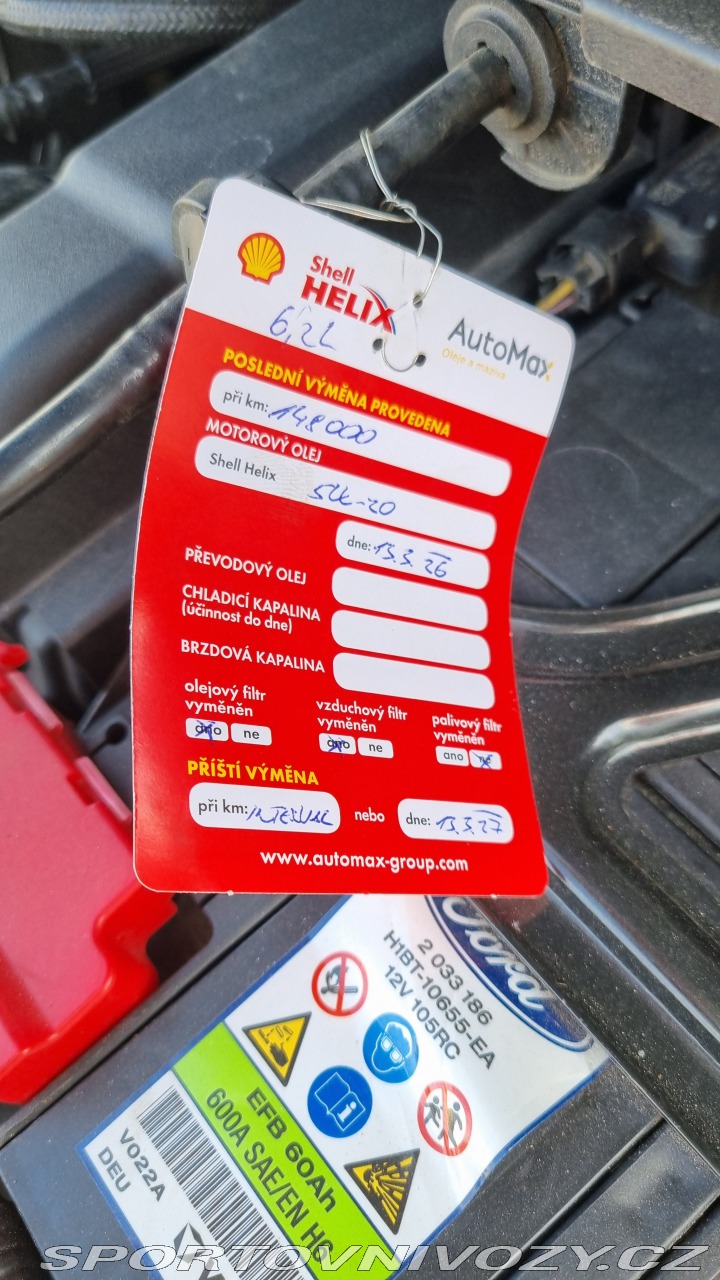 Shell
HELIX
AutoMax
Oleje a maziva
6,2L
POSLEDNÍ VÝMĚNA PROVEDENA
při km: 148000
MOTOROVÝ OLEJ
Shell Helix
dne: 13.3.26
PŘEVODOVÝ OLEJ
CHLADICÍ KAPALINA
(účinnost do dne)
BRZDOVÁ KAPALINA
olejový filtr
vyměněn
ano ne
vzduchový filtr
vyměněn
ano ne
palivový filtr
vyměněn
ano ne
PŘÍŠTÍ VÝMĚNA
při km: nebo dne: 13.3.27
www.automax-group.com
Ford
2 033 186
H1BT-10655-EA
12V 105RC
EFB 60Ah
600A SAE/EN
V022A
DEU
SPORTOVNIVOZY.CZ